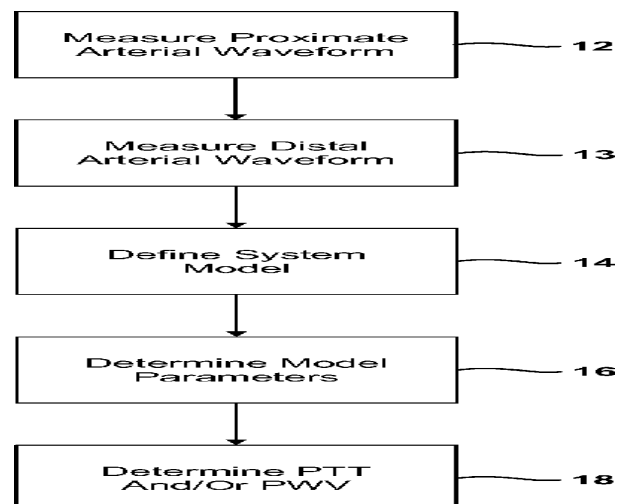 Measure Proximate
Arterial Waveform
12
Measure Distal
Arterial Waveform
13
Define System
Model
14
Determine Model
Parameters
16
Determine PTT
And/Or PWV
18